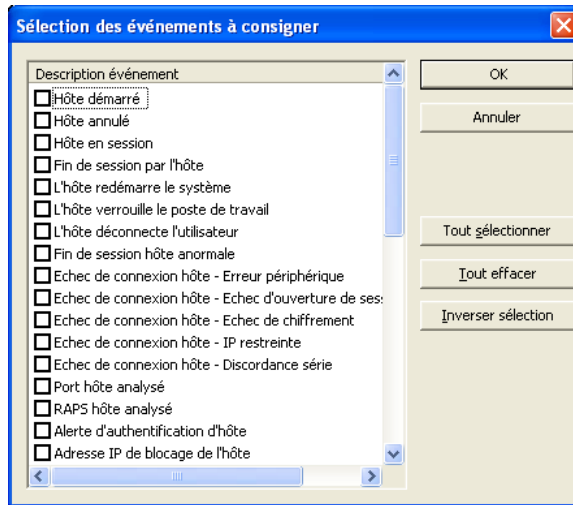 Sélection des événements à consigner
Description événement
Hôte démarré
Hôte annulé
Hôte en session
Fin de session par l'hôte
L'hôte redémarre le système
L'hôte verrouille le poste de travail
L'hôte déconnecte l'utilisateur
Fin de session hôte anormale
Echec de connexion hôte - Erreur périphérique
Echec de connexion hôte - Echec d'ouverture de ses
Echec de connexion hôte - Echec de chiffrement
Echec de connexion hôte - IP restreinte
Echec de connexion hôte - Discordance série
Port hôte analysé
RAPS hôte analysé
Alerte d'authentification d'hôte
Adresse IP de blocage de l'hôte
OK
Annuler
Tout sélectionner
Tout effacer
Inverser sélection